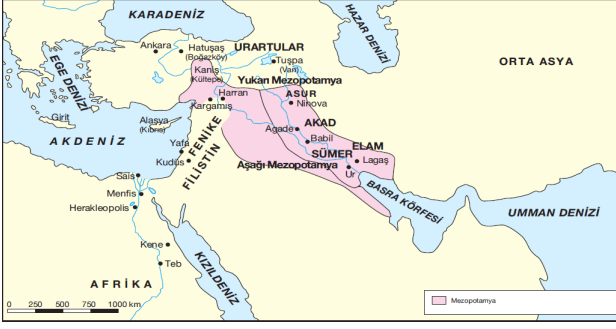 KARADENİZ
HAZAR DENİZİ
ORTA ASYA
Ankara
Hatuşaş
(Boğazköy)
URARTULAR
Tuşpa
(Van)
EGE DENİZİ
Kaniş
(Kültepe)
Yukarı Mezopotamya
Harran
ASUR
Kargamış
Ninova
Girit
Alaşya
(Kıbrıs)
AKAD
Agade
Babil
AKDENİZ
FENİKE
FİLİSTİN
Yafa
Kudüs
SÜMER
ELAM
Lagaş
Aşağı Mezopotamya
Ur
Sais
Menfis
Herakleopolis
BASRA KÖRFESİ
UMMAN DENİZİ
Kene
Teb
KIZILDENİZ
AFRİKA
0 250 500 750 1000 km
Mezopotamya